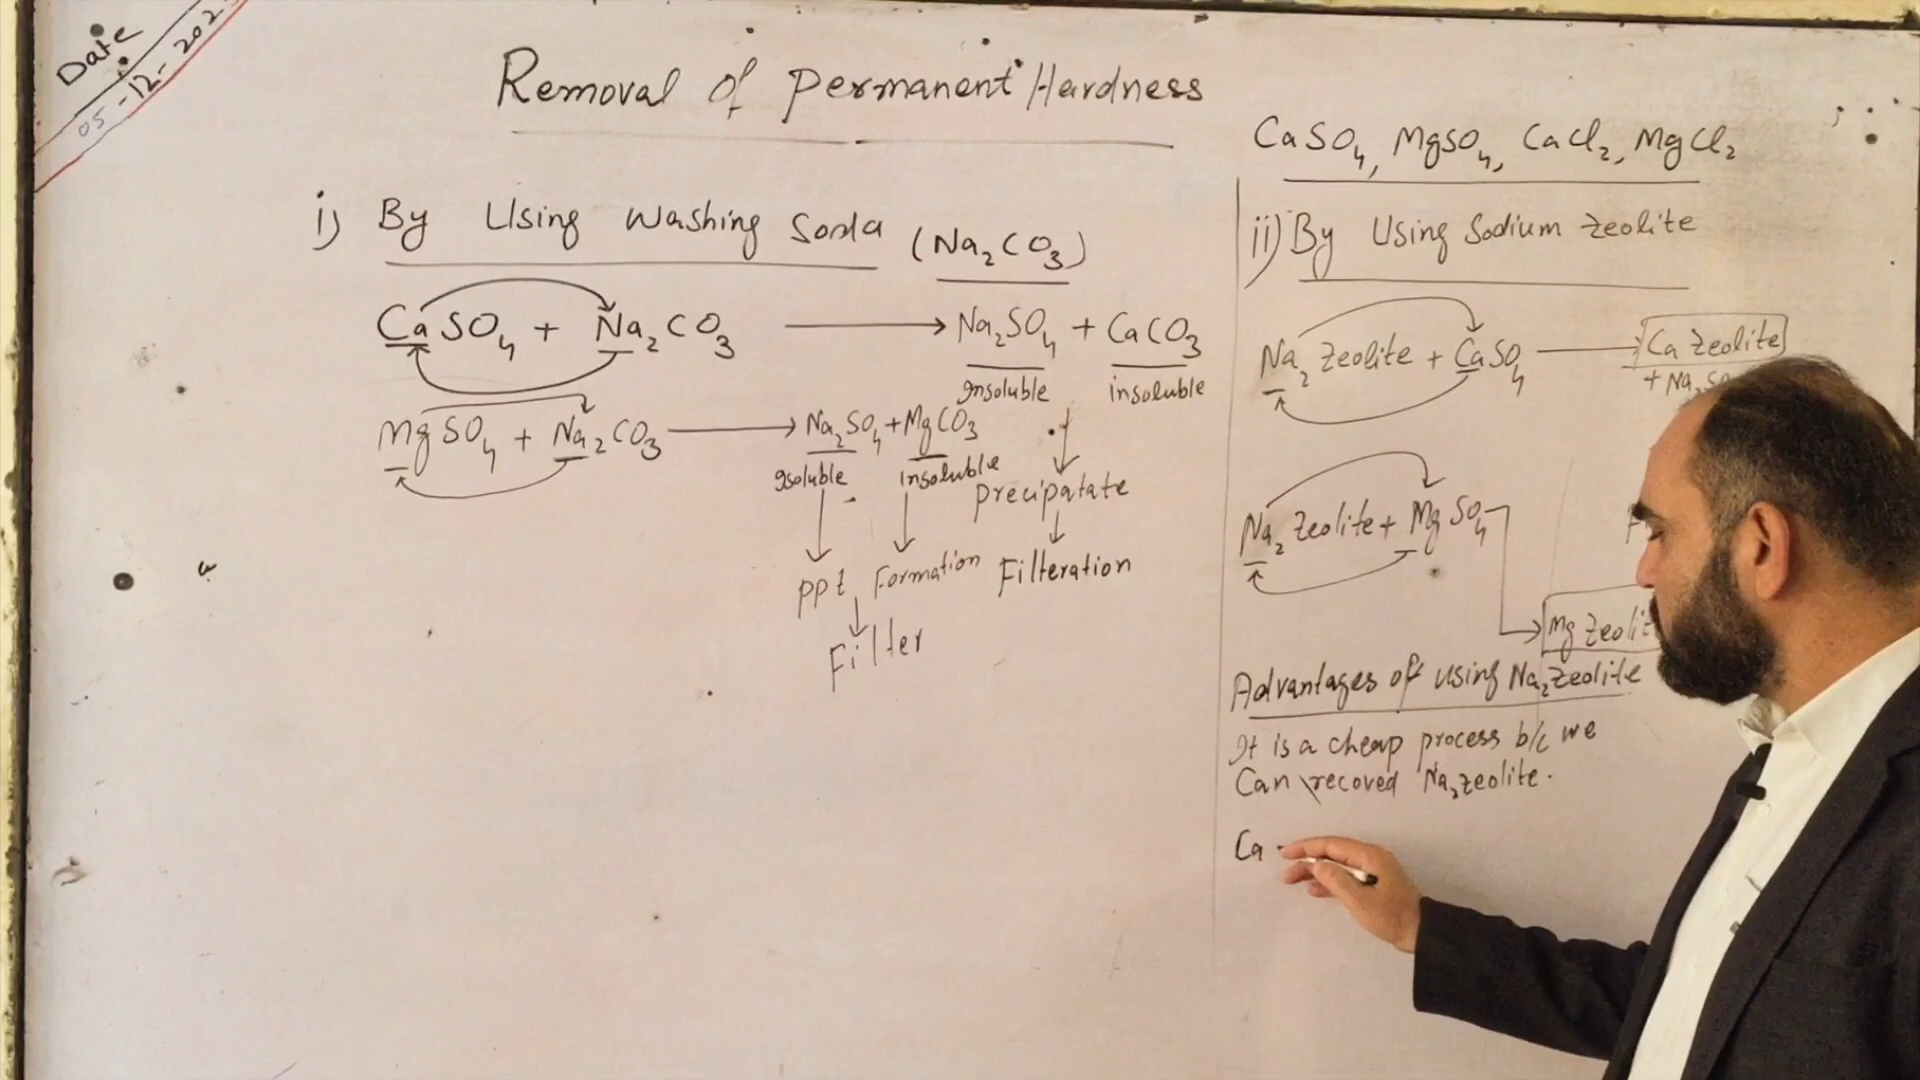 Date
05-12-202
Removal of Permanent Hardness
CaSO4, MgSO4, CaCl2, MgCl2
i) By Using Washing Soda (Na2CO3)
CaSO4 + Na2CO3 → Na2SO4 + CaCO3
insoluble insoluble
MgSO4 + Na2CO3 → Na2SO4 + MgCO3
soluble insoluble
Precipatate
ppt Formation Filteration
Filter
ii) By Using Sodium Zeolite
Na2 Zeolite + CaSO4 → Ca Zeolite
+ Na2SO
Na2 Zeolite + MgSO4
Mg Zeolit
Advantages of using Na2Zeolite
It is a cheap process b/c we
Can recoved Na2zeolite.
Ca